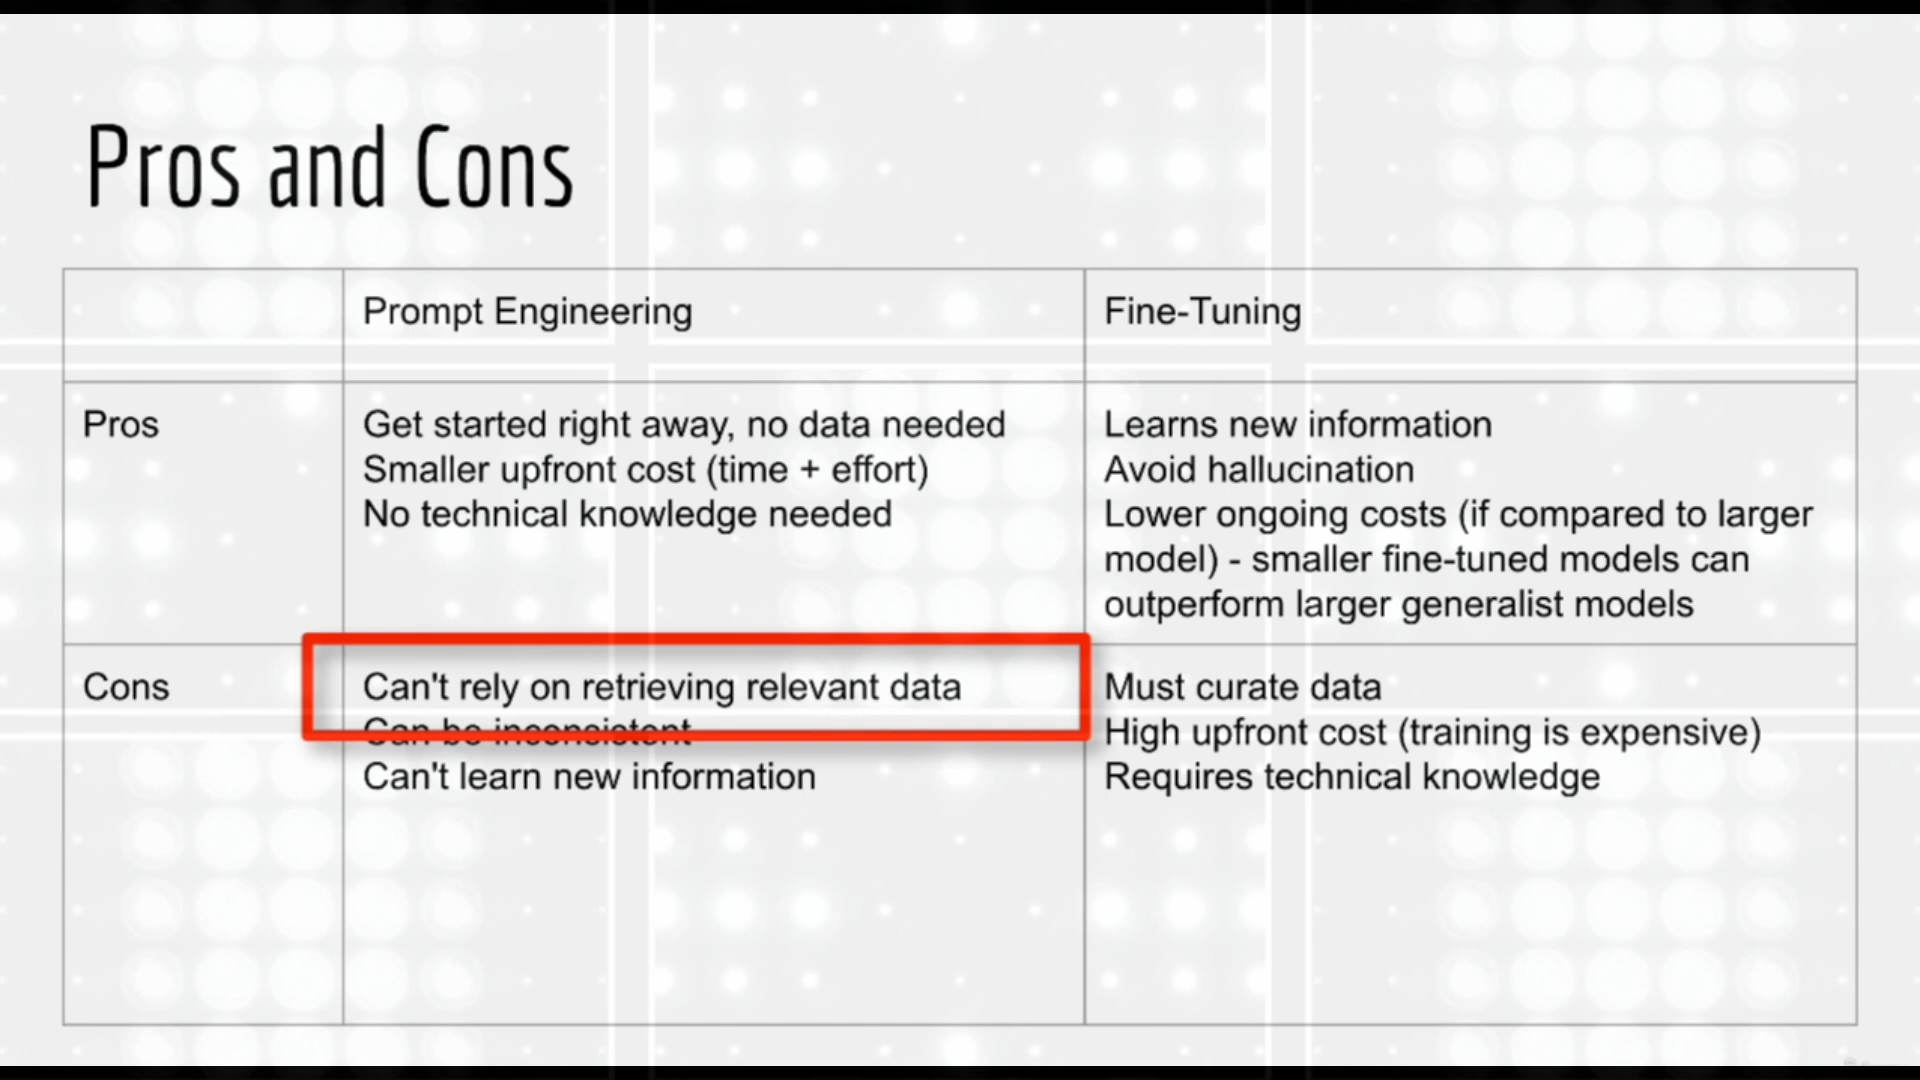 Pros and Cons
Prompt Engineering
Fine-Tuning
Pros
Get started right away, no data needed
Smaller upfront cost (time + effort)
No technical knowledge needed
Learns new information
Avoid hallucination
Lower ongoing costs (if compared to larger
model) - smaller fine-tuned models can
outperform larger generalist models
Cons
Can't rely on retrieving relevant data
Can be inconsistent
Can't learn new information
Must curate data
High upfront cost (training is expensive)
Requires technical knowledge